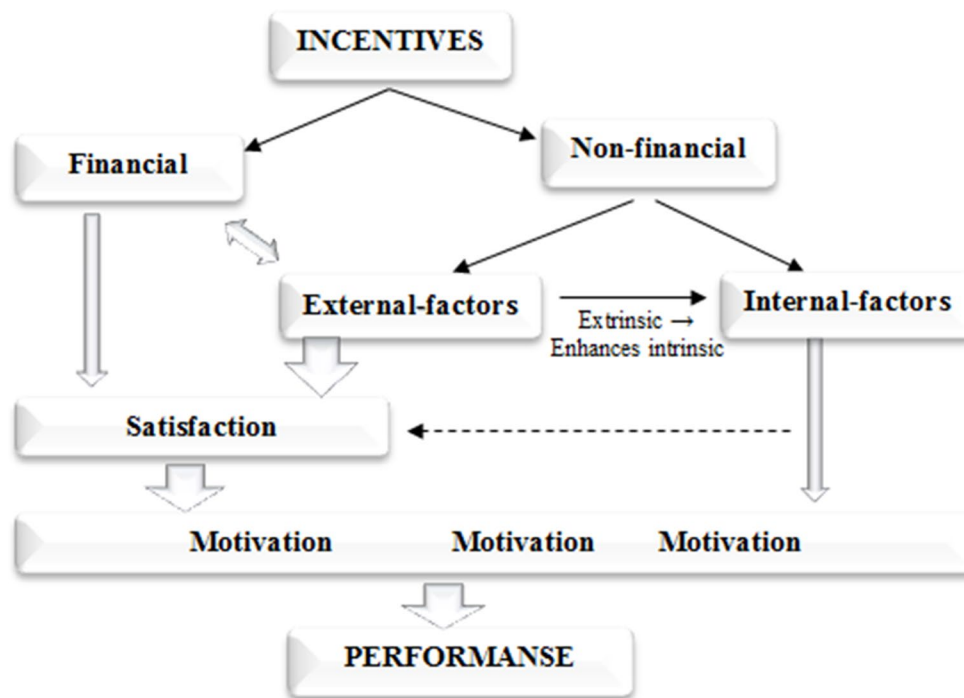 INCENTIVES
Financial
Non-financial
External-factors
Extrinsic →
Enhances intrinsic
Internal-factors
Satisfaction
Motivation Motivation Motivation
PERFORMANSE